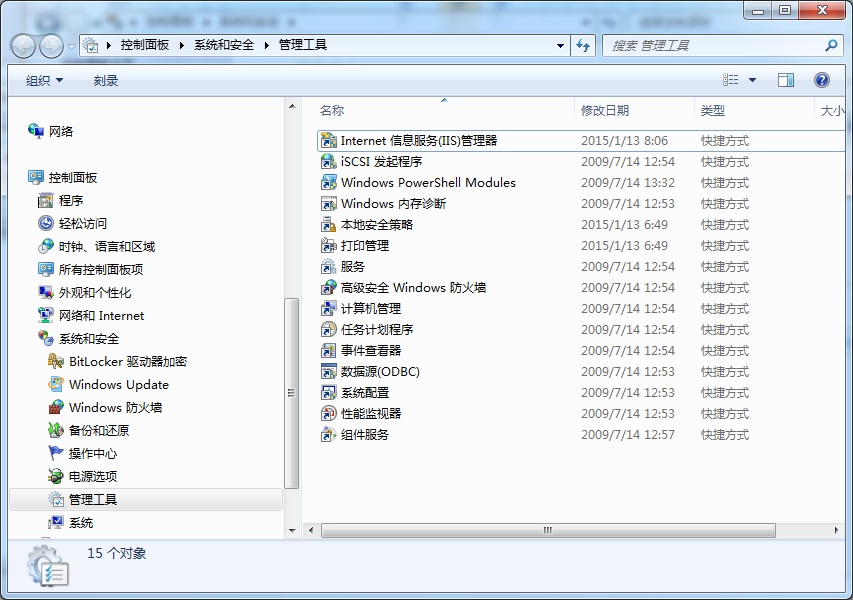 控制面板 系统和安全 管理工具
搜索 管理工具
组织 刻录
网络
控制面板
程序
轻松访问
时钟、语言和区域
所有控制面板项
外观和个性化
网络和 Internet
系统和安全
BitLocker 驱动器加密
Windows Update
Windows 防火墙
备份和还原
操作中心
电源选项
管理工具
系统
名称 修改日期 类型 大小
Internet 信息服务(IIS)管理器 2015/1/13 8:06 快捷方式
iSCSI 发起程序 2009/7/14 12:54 快捷方式
Windows PowerShell Modules 2009/7/14 13:32 快捷方式
Windows 内存诊断 2009/7/14 12:53 快捷方式
本地安全策略 2015/1/13 6:49 快捷方式
打印管理 2015/1/13 6:49 快捷方式
服务 2009/7/14 12:54 快捷方式
高级安全 Windows 防火墙 2009/7/14 12:54 快捷方式
计算机管理 2009/7/14 12:54 快捷方式
任务计划程序 2009/7/14 12:54 快捷方式
事件查看器 2009/7/14 12:54 快捷方式
数据源(ODBC) 2009/7/14 12:53 快捷方式
系统配置 2009/7/14 12:53 快捷方式
性能监视器 2009/7/14 12:53 快捷方式
组件服务 2009/7/14 12:57 快捷方式
15 个对象